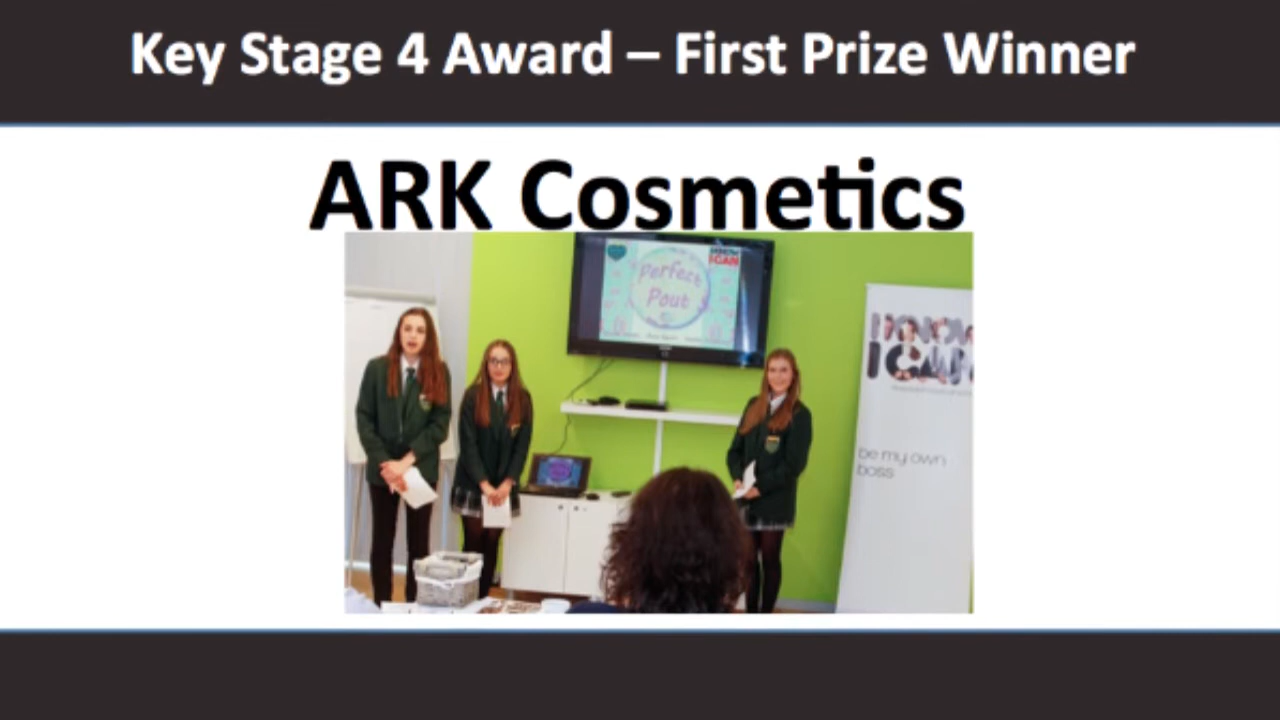 Key Stage 4 Award – First Prize Winner
ARK Cosmetics
Perfect
Pout
I KNOW
I CAN
be my own
boss